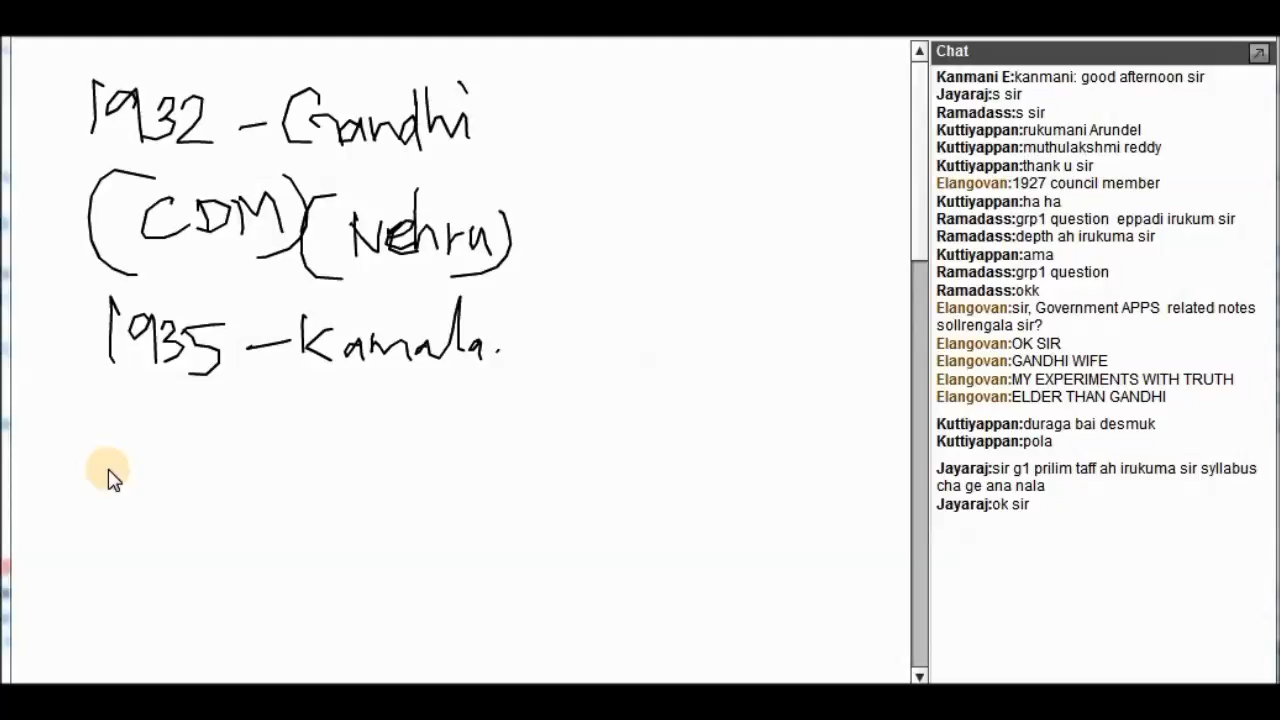 1932 - Gandhi
(CDM) (Nehru)
1935 - Kamala.
Chat
Kanmani E:kanmani: good afternoon sir
Jayaraj:s sir
Ramadass:s sir
Kuttiyappan:rukumani Arundel
Kuttiyappan:muthulakshmi reddy
Kuttiyappan:thank u sir
Elangovan:1927 council member
Kuttiyappan:ha ha
Ramadass:grp1 question eppadi irukum sir
Ramadass:depth ah irukuma sir
Kuttiyappan:ama
Ramadass:grp1 question
Ramadass:okk
Elangovan:sir, Government APPS related notes
sollrengala sir?
Elangovan:OK SIR
Elangovan:GANDHI WIFE
Elangovan:MY EXPERIMENTS WITH TRUTH
Elangovan:ELDER THAN GANDHI
Kuttiyappan:duraga bai desmuk
Kuttiyappan:pola
Jayaraj:sir g1 prilim taff ah irukuma sir syllabus
cha ge ana nala
Jayaraj:ok sir